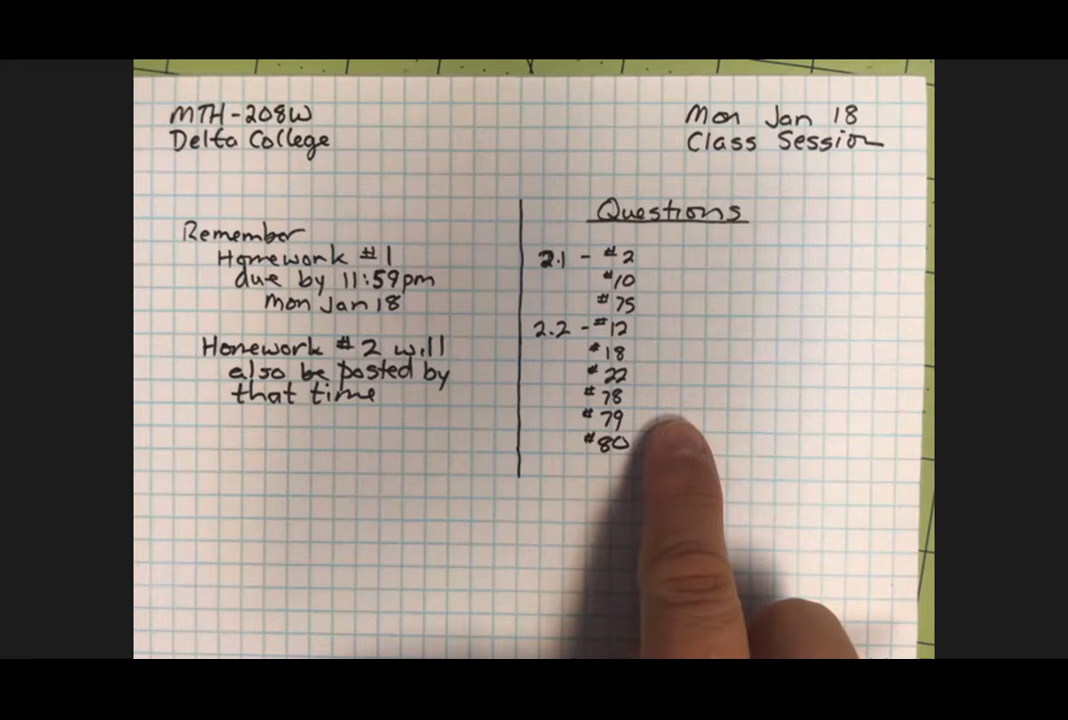 MTH-208W
Delta College
Mon Jan 18
Class Session
Remember
Homework #1
due by 11:59pm
Mon Jan 18
Homework #2 will
also be posted by
that time
Questions
2.1 - #2
#10
#75
2.2 - #12
#18
#22
#78
#79
#80